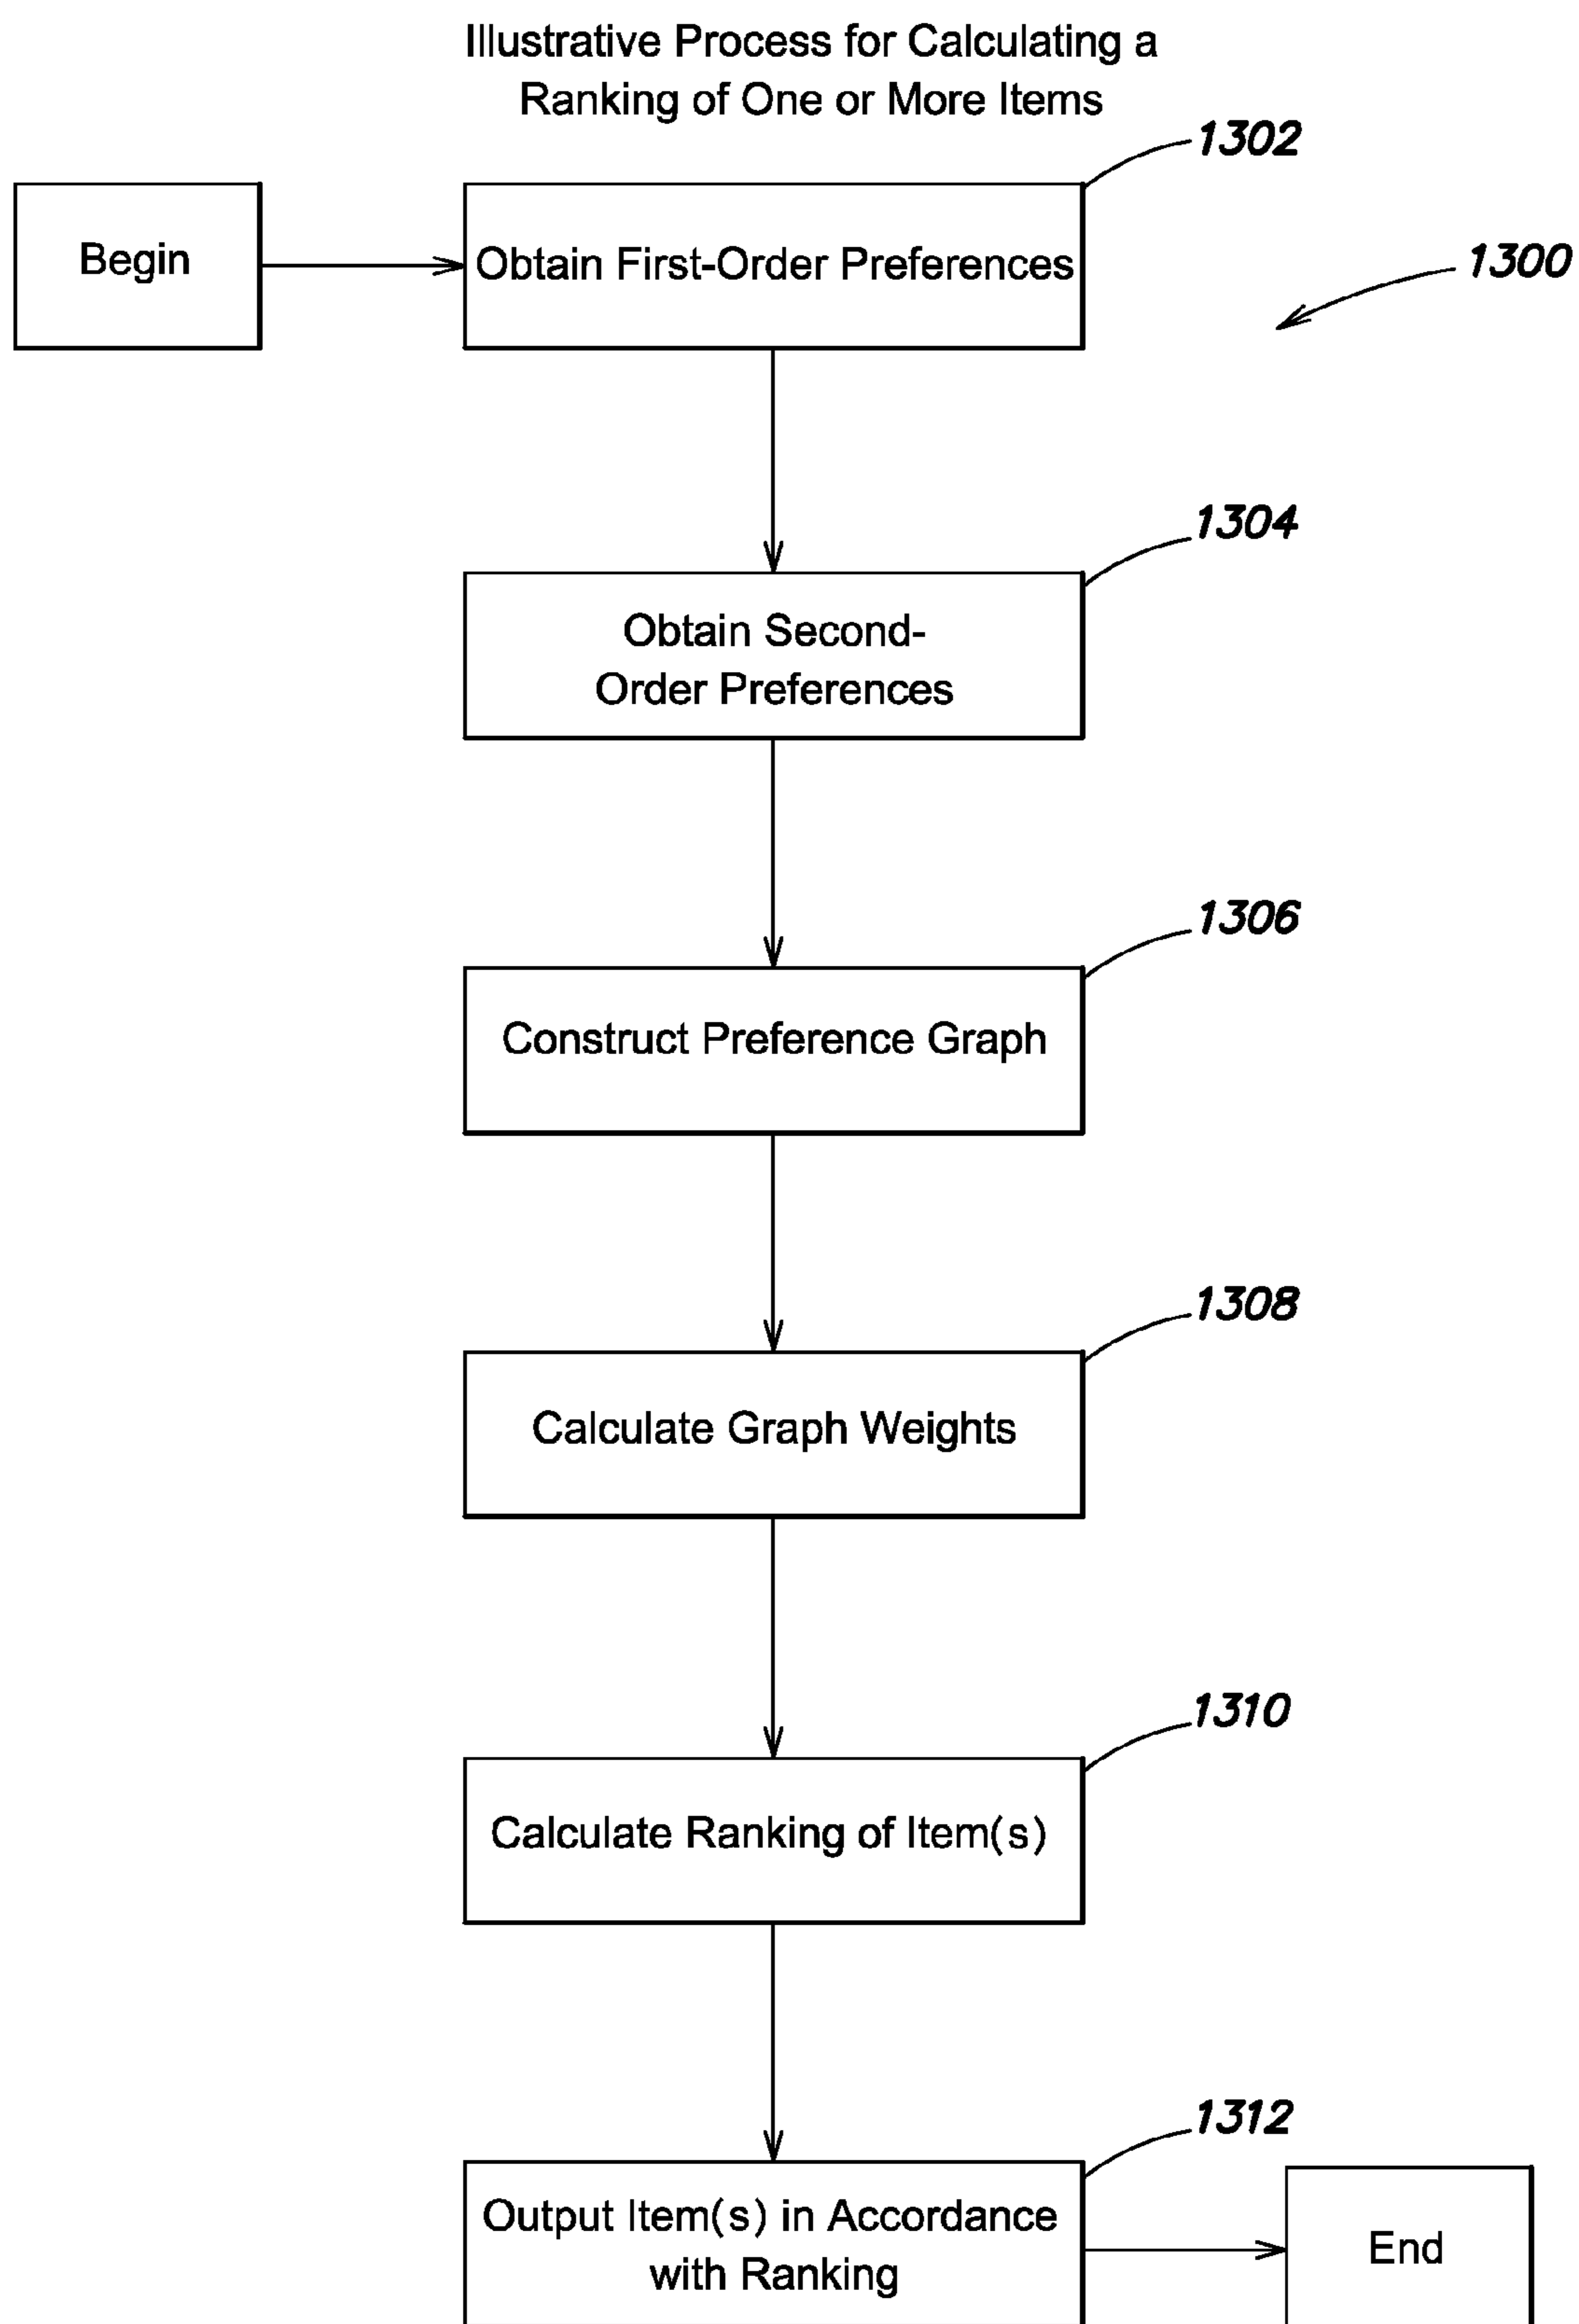 Illustrative Process for Calculating a
Ranking of One or More Items
1302
Begin
Obtain First-Order Preferences
1300
1304
Obtain Second-
Order Preferences
1306
Construct Preference Graph
1308
Calculate Graph Weights
1310
Calculate Ranking of Item(s)
1312
Output Item(s) in Accordance
with Ranking
End